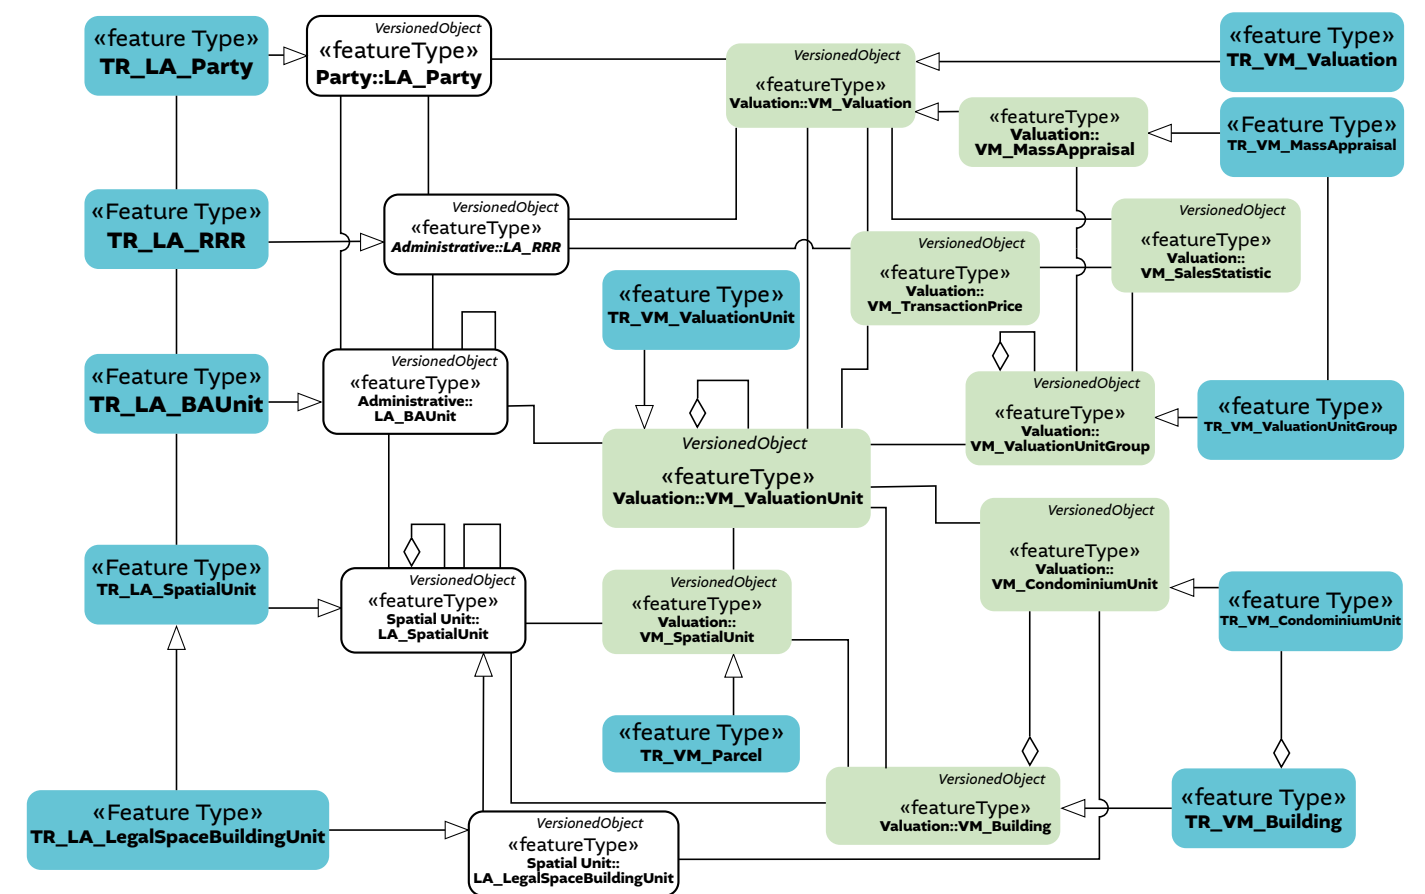 «feature Type»
TR_LA_Party
VersionedObject
«featureType»
Party::LA_Party
VersionedObject
«featureType»
Valuation::VM_Valuation
«feature Type»
TR_VM_Valuation
«featureType»
Valuation::
VM_MassAppraisal
«Feature Type»
TR_VM_MassAppraisal
«Feature Type»
TR_LA_RRR
VersionedObject
«featureType»
Administrative::LA_RRR
VersionedObject
«featureType»
Valuation::
VM_SalesStatistic
VersionedObject
«featureType»
Valuation::
VM_TransactionPrice
«feature Type»
TR_VM_ValuationUnit
«Feature Type»
TR_LA_BAUnit
VersionedObject
«featureType»
Administrative::
LA_BAUnit
VersionedObject
«featureType»
Valuation::
VM_ValuationUnitGroup
«feature Type»
TR_VM_ValuationUnitGroup
VersionedObject
«featureType»
Valuation::VM_ValuationUnit
VersionedObject
«featureType»
Valuation::
VM_CondominiumUnit
«Feature Type»
TR_LA_SpatialUnit
VersionedObject
«featureType»
Spatial Unit::
LA_SpatialUnit
VersionedObject
«featureType»
Valuation::
VM_SpatialUnit
«feature Type»
TR_VM_CondominiumUnit
«feature Type»
TR_VM_Parcel
«Feature Type»
TR_LA_LegalSpaceBuildingUnit
VersionedObject
«featureType»
Spatial Unit::
LA_LegalSpaceBuildingUnit
VersionedObject
«featureType»
Valuation::VM_Building
«feature Type»
TR_VM_Building